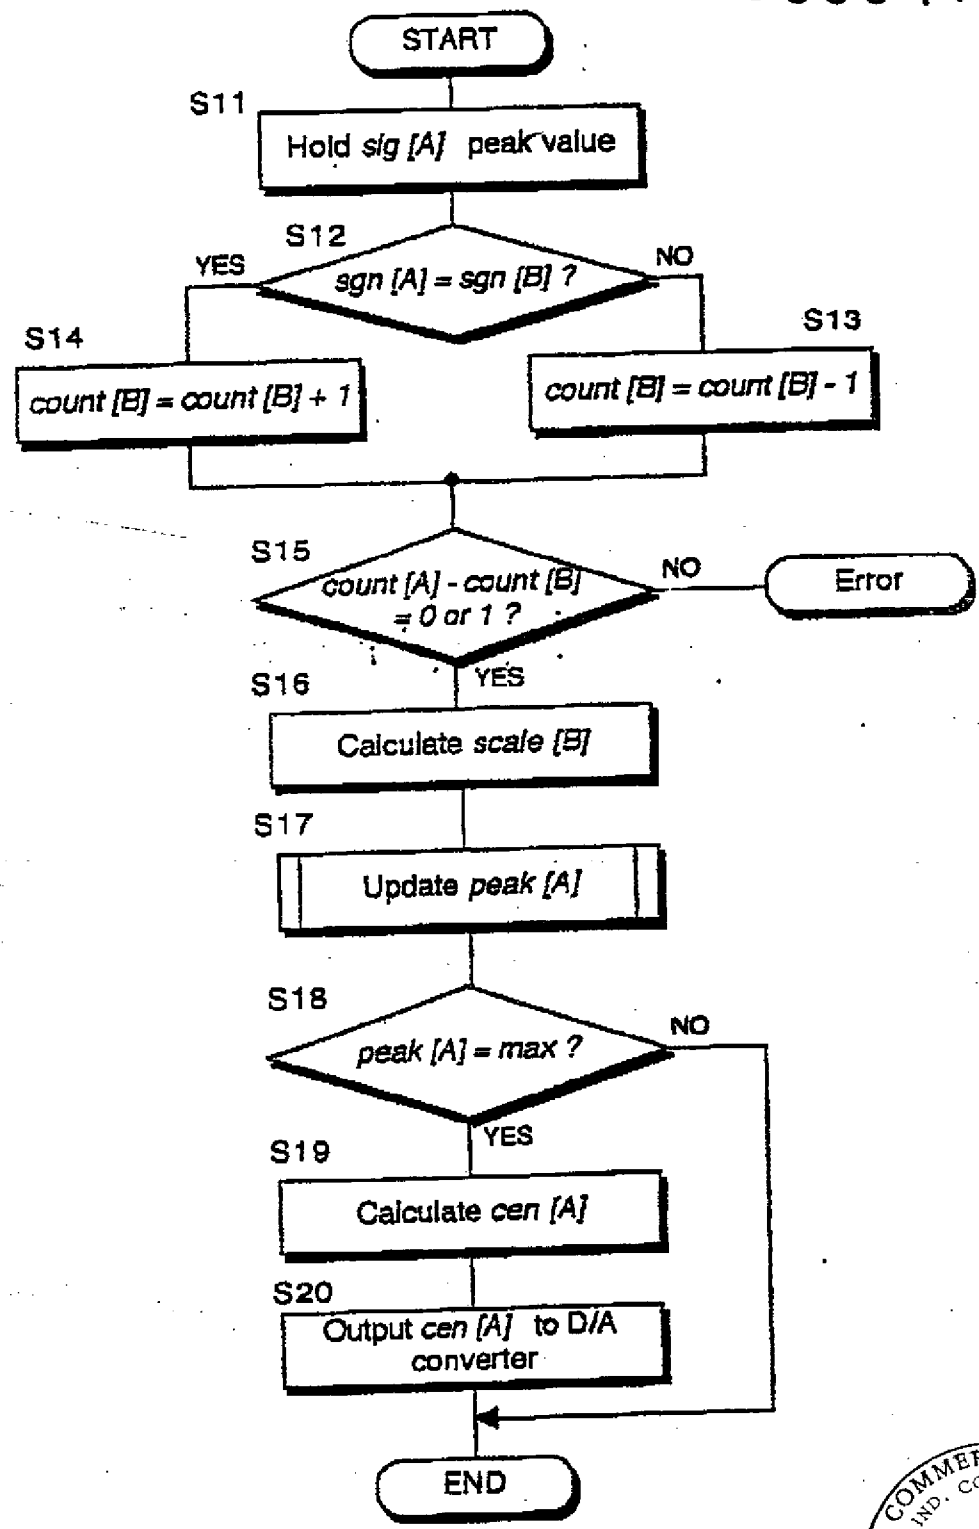 START
S11
Hold sig [A] peak value
S12
YES
sgn [A] = sgn [B] ?
NO
S14
count [B] = count [B] + 1
S13
count [B] = count [B] - 1
S15
count [A] - count [B]
= 0 or 1 ?
NO
Error
YES
S16
Calculate scale [B]
S17
Update peak [A]
S18
peak [A] = max ?
NO
YES
S19
Calculate cen [A]
S20
Output cen [A] to D/A
converter
END